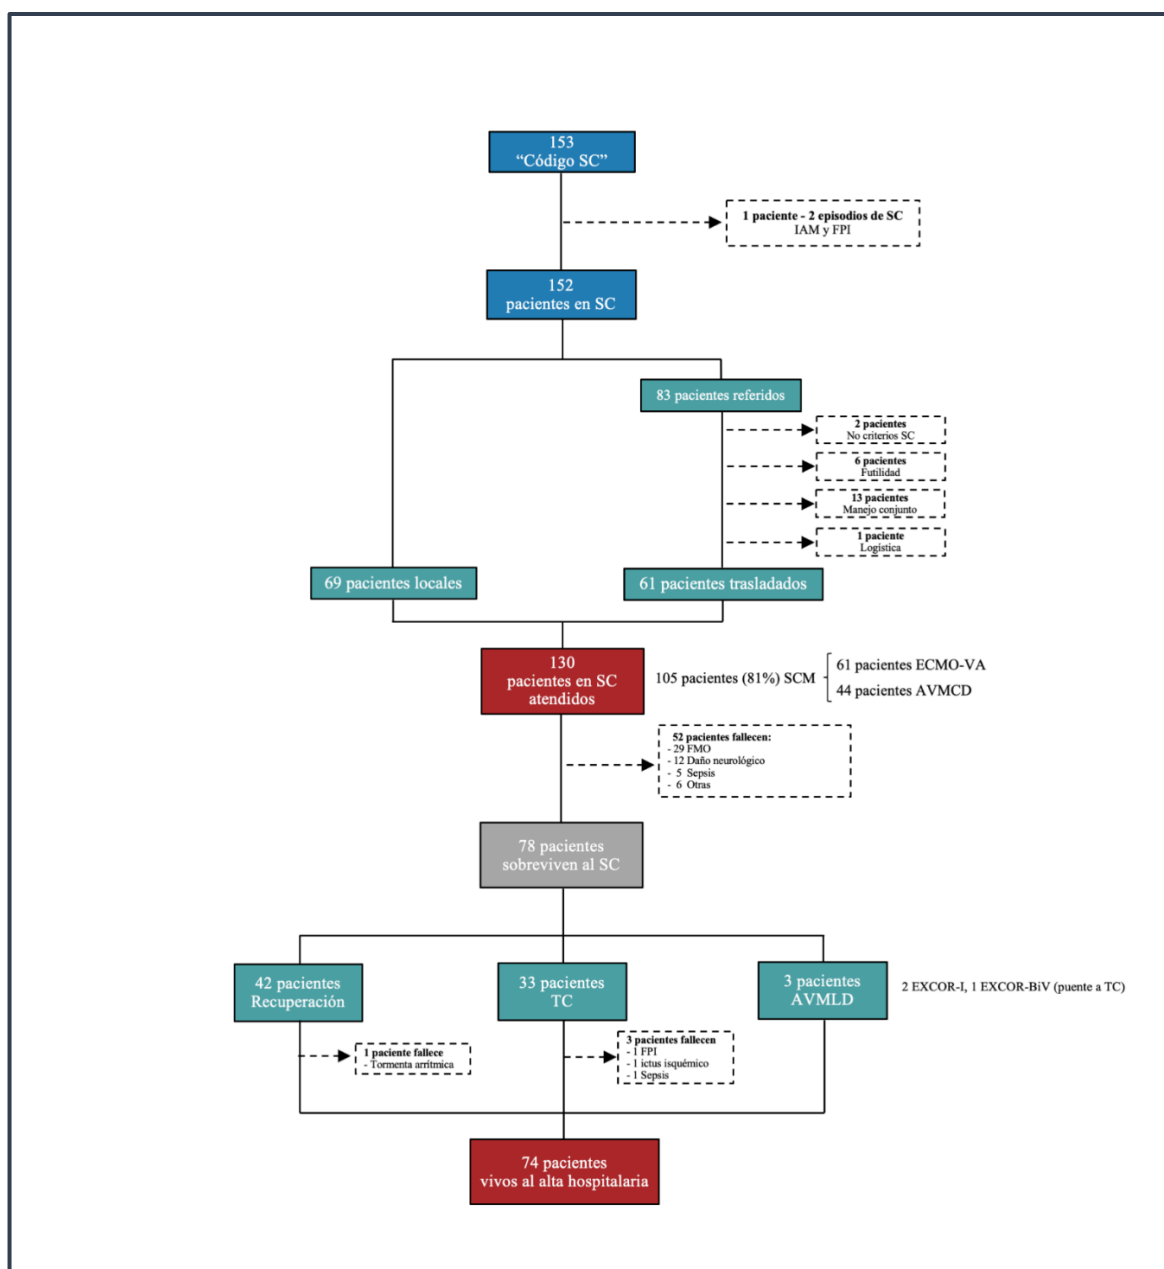 153
“Código SC”
1 paciente - 2 episodios de SC
IAM y FPI
152
pacientes en SC
83 pacientes referidos
2 pacientes
No criterios SC
6 pacientes
Futilidad
13 pacientes
Manejo conjunto
1 paciente
Logística
69 pacientes locales
61 pacientes trasladados
130
pacientes en SC
atendidos
105 pacientes (81%) SCM
61 pacientes ECMO-VA
44 pacientes AVMCD
52 pacientes fallecen:
- 29 FMO
- 12 Daño neurológico
- 5 Sepsis
- 6 Otras
78 pacientes
sobreviven al SC
42 pacientes
Recuperación
33 pacientes
TC
3 pacientes
AVMLD
2 EXCOR-I, 1 EXCOR-BiV (puente a TC)
1 paciente fallece
- Tormenta arrítmica
3 pacientes fallecen
- 1 FPI
- 1 ictus isquémico
- 1 Sepsis
74 pacientes
vivos al alta hospitalaria